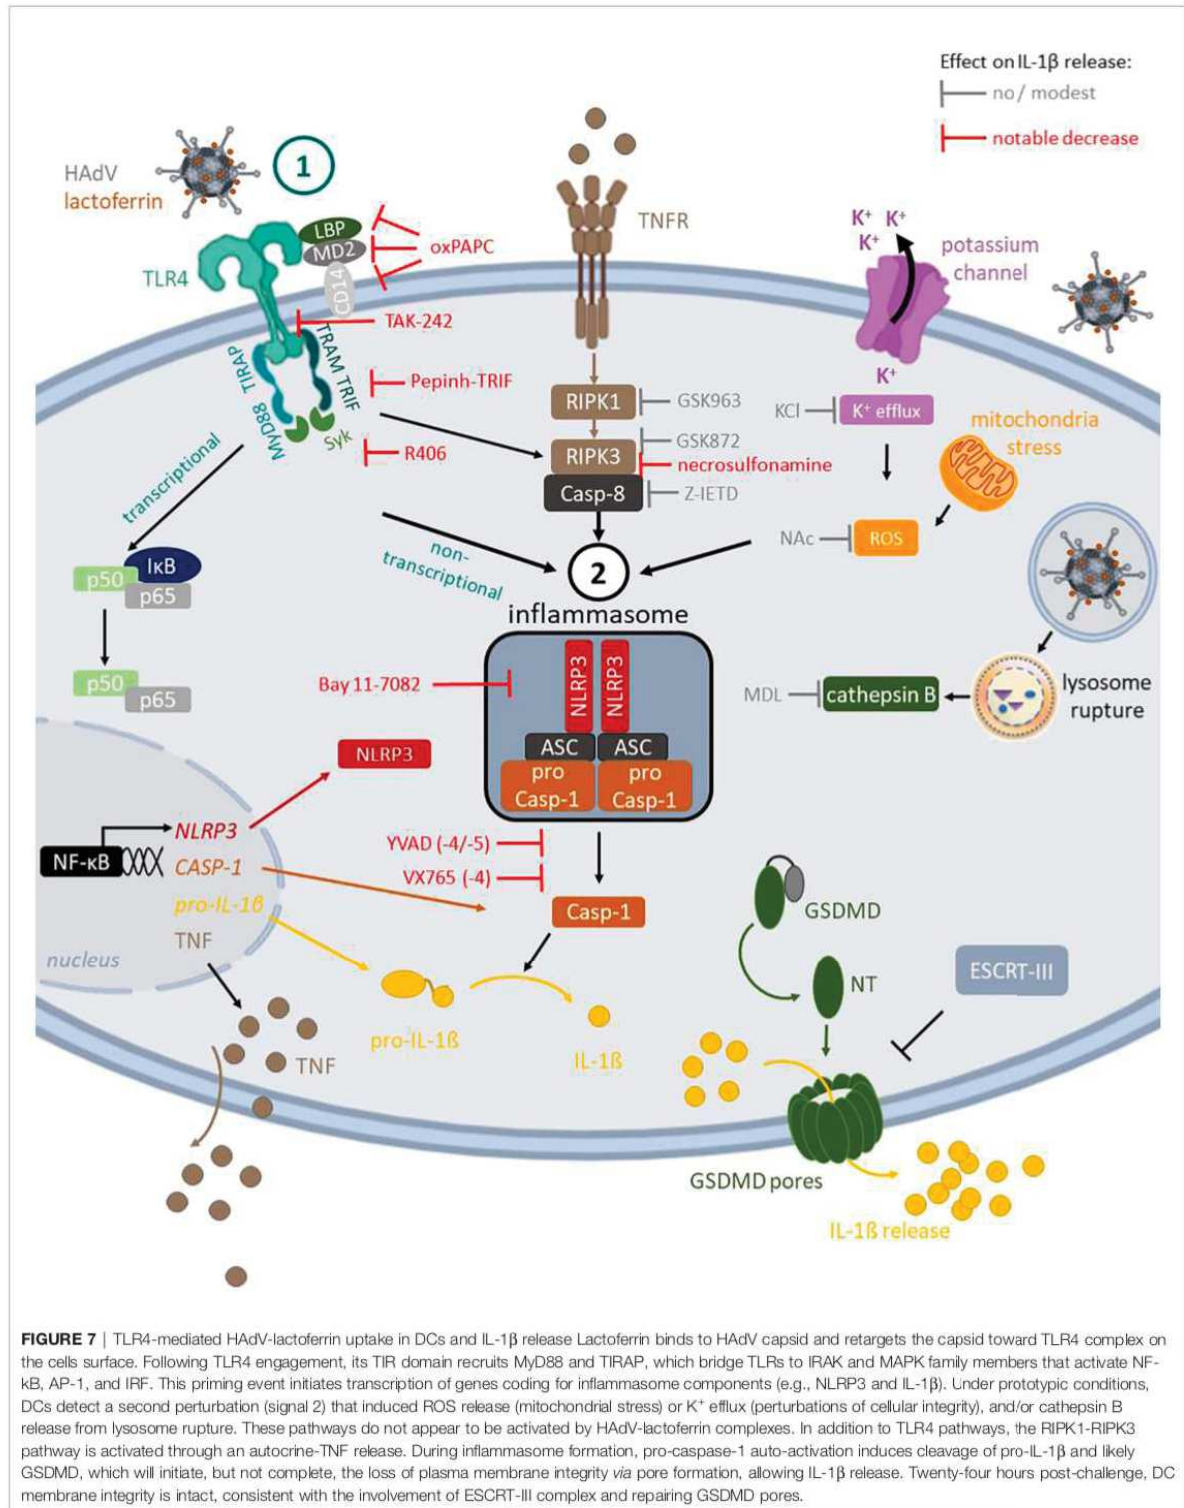 Effect on IL-1β release:
no / modest
notable decrease
HAdV
lactoferrin
1
LBP
MD2
CD14
oxPAPC
TLR4
TAK-242
TNFR
K⁺ K⁺
K⁺
potassium
channel
K⁺
MyD88 TIRAP
TRAM TRIF
Pepinh-TRIF
Syk
R406
RIPK1
GSK963
GSK872
RIPK3
necrosulfonamine
Casp-8
Z-IETD
KCl
K⁺ efflux
mitochondria
stress
NAc
ROS
transcriptional
non-
transcriptional
2
inflammasome
IκB
p50
p65
p50
p65
Bay 11-7082
NLRP3
NLRP3
ASC
ASC
pro
Casp-1
pro
Casp-1
MDL
cathepsin B
lysosome
rupture
NLRP3
NF-κB
NLRP3
CASP-1
pro-IL-1ß
TNF
nucleus
YVAD (-4/-5)
VX765 (-4)
Casp-1
pro-IL-1ß
IL-1ß
TNF
GSDMD
NT
ESCRT-III
GSDMD pores
IL-1ß release
FIGURE 7 | TLR4-mediated HAdV-lactoferrin uptake in DCs and IL-1β release Lactoferrin binds to HAdV capsid and retargets the capsid toward TLR4 complex on
the cells surface. Following TLR4 engagement, its TIR domain recruits MyD88 and TIRAP, which bridge TLRs to IRAK and MAPK family members that activate NF-
kB, AP-1, and IRF. This priming event initiates transcription of genes coding for inflammasome components (e.g., NLRP3 and IL-1β). Under prototypic conditions,
DCs detect a second perturbation (signal 2) that induced ROS release (mitochondrial stress) or K⁺ efflux (perturbations of cellular integrity), and/or cathepsin B
release from lysosome rupture. These pathways do not appear to be activated by HAdV-lactoferrin complexes. In addition to TLR4 pathways, the RIPK1-RIPK3
pathway is activated through an autocrine-TNF release. During inflammasome formation, pro-caspase-1 auto-activation induces cleavage of pro-IL-1β and likely
GSDMD, which will initiate, but not complete, the loss of plasma membrane integrity via pore formation, allowing IL-1β release. Twenty-four hours post-challenge, DC
membrane integrity is intact, consistent with the involvement of ESCRT-III complex and repairing GSDMD pores.